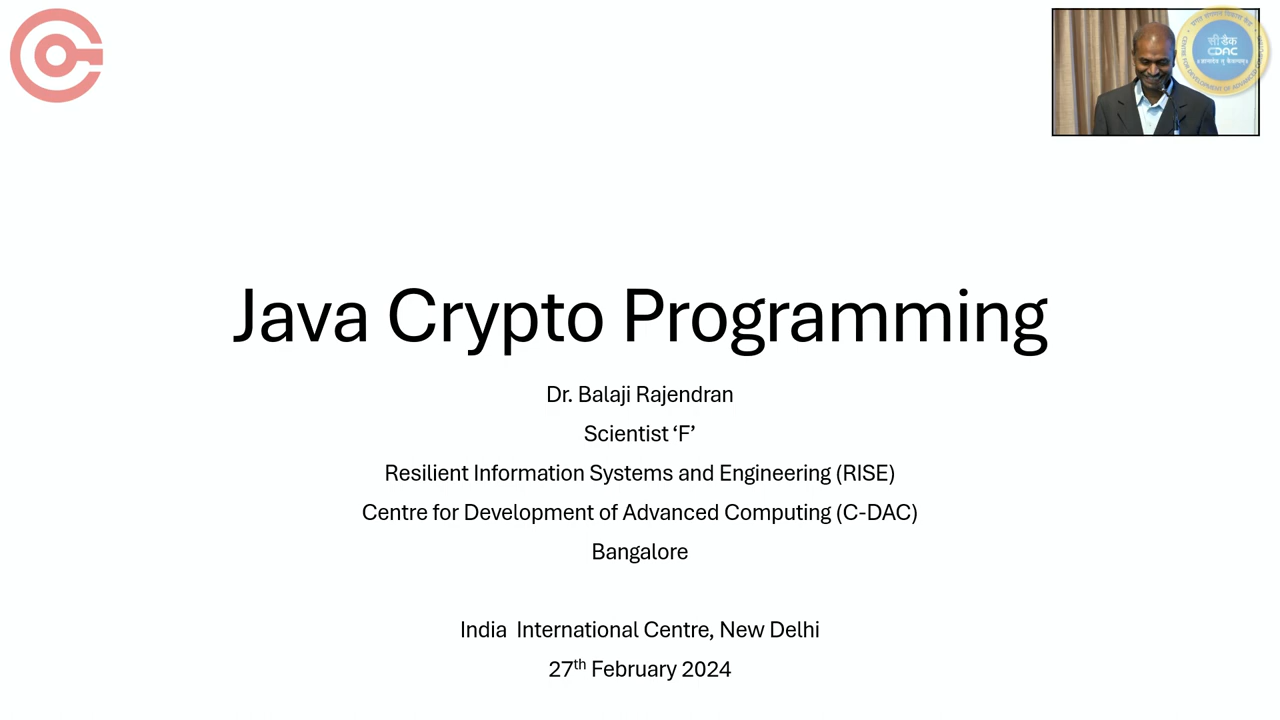 सी डैक
CDAC
Java Crypto Programming
Dr. Balaji Rajendran
Scientist ‘F’
Resilient Information Systems and Engineering (RISE)
Centre for Development of Advanced Computing (C-DAC)
Bangalore
India International Centre, New Delhi
27th February 2024